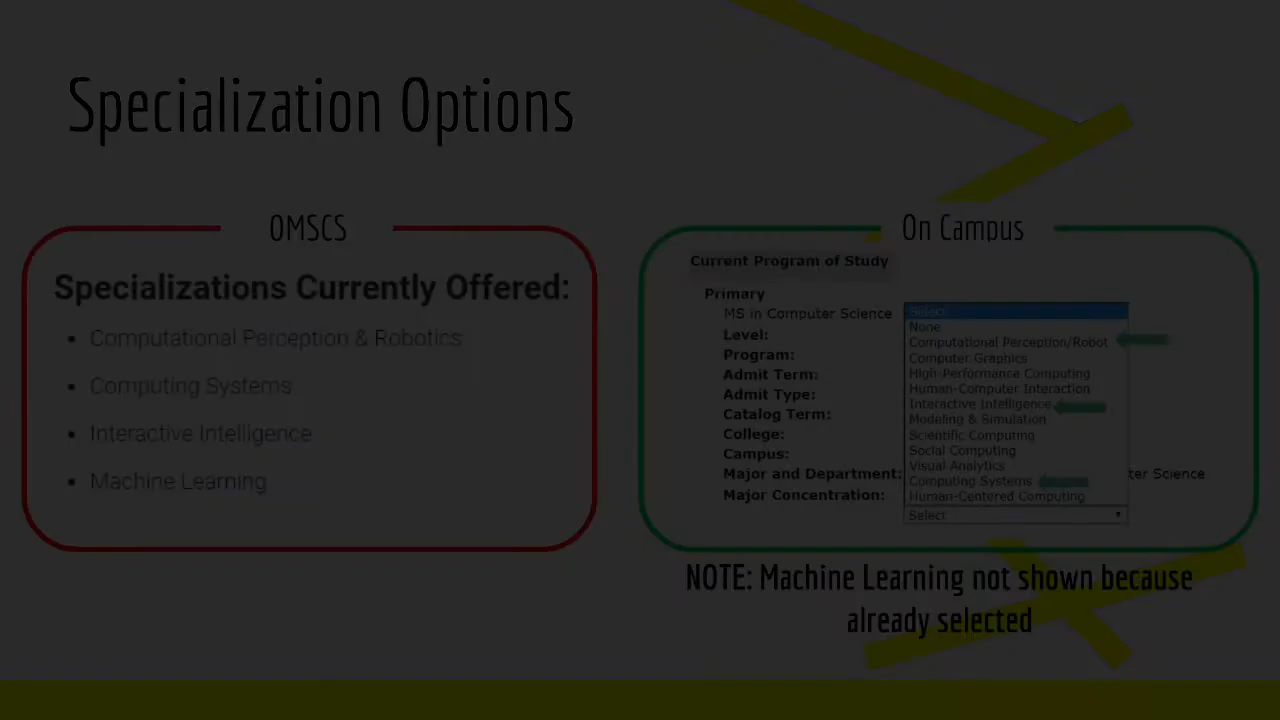 Specialization Options
OMSCS
Specializations Currently Offered:
• Computational Perception & Robotics
• Computing Systems
• Interactive Intelligence
• Machine Learning
On Campus
Current Program of Study
Primary
MS in Computer Science
Level:
Program:
Admit Term:
Admit Type:
Catalog Term:
College:
Campus:
Major and Department:
ter Science
Major Concentration:
Select
None
Computational Perception/Robot
Computer Graphics
High-Performance Computing
Human-Computer Interaction
Interactive Intelligence
Modeling & Simulation
Scientific Computing
Social Computing
Visual Analytics
Computing Systems
Human-Centered Computing
Select
NOTE: Machine Learning not shown because
already selected